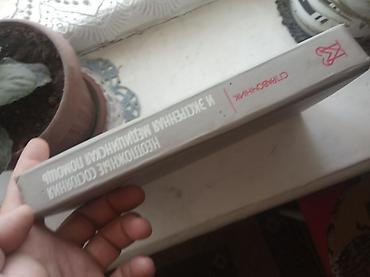 НЕОТЛОЖНЫЕ СОСТОЯНИЯ
И ЭКСТРЕННАЯ МЕДИЦИНСКАЯ ПОМОЩЬ
СПРАВОЧНИК